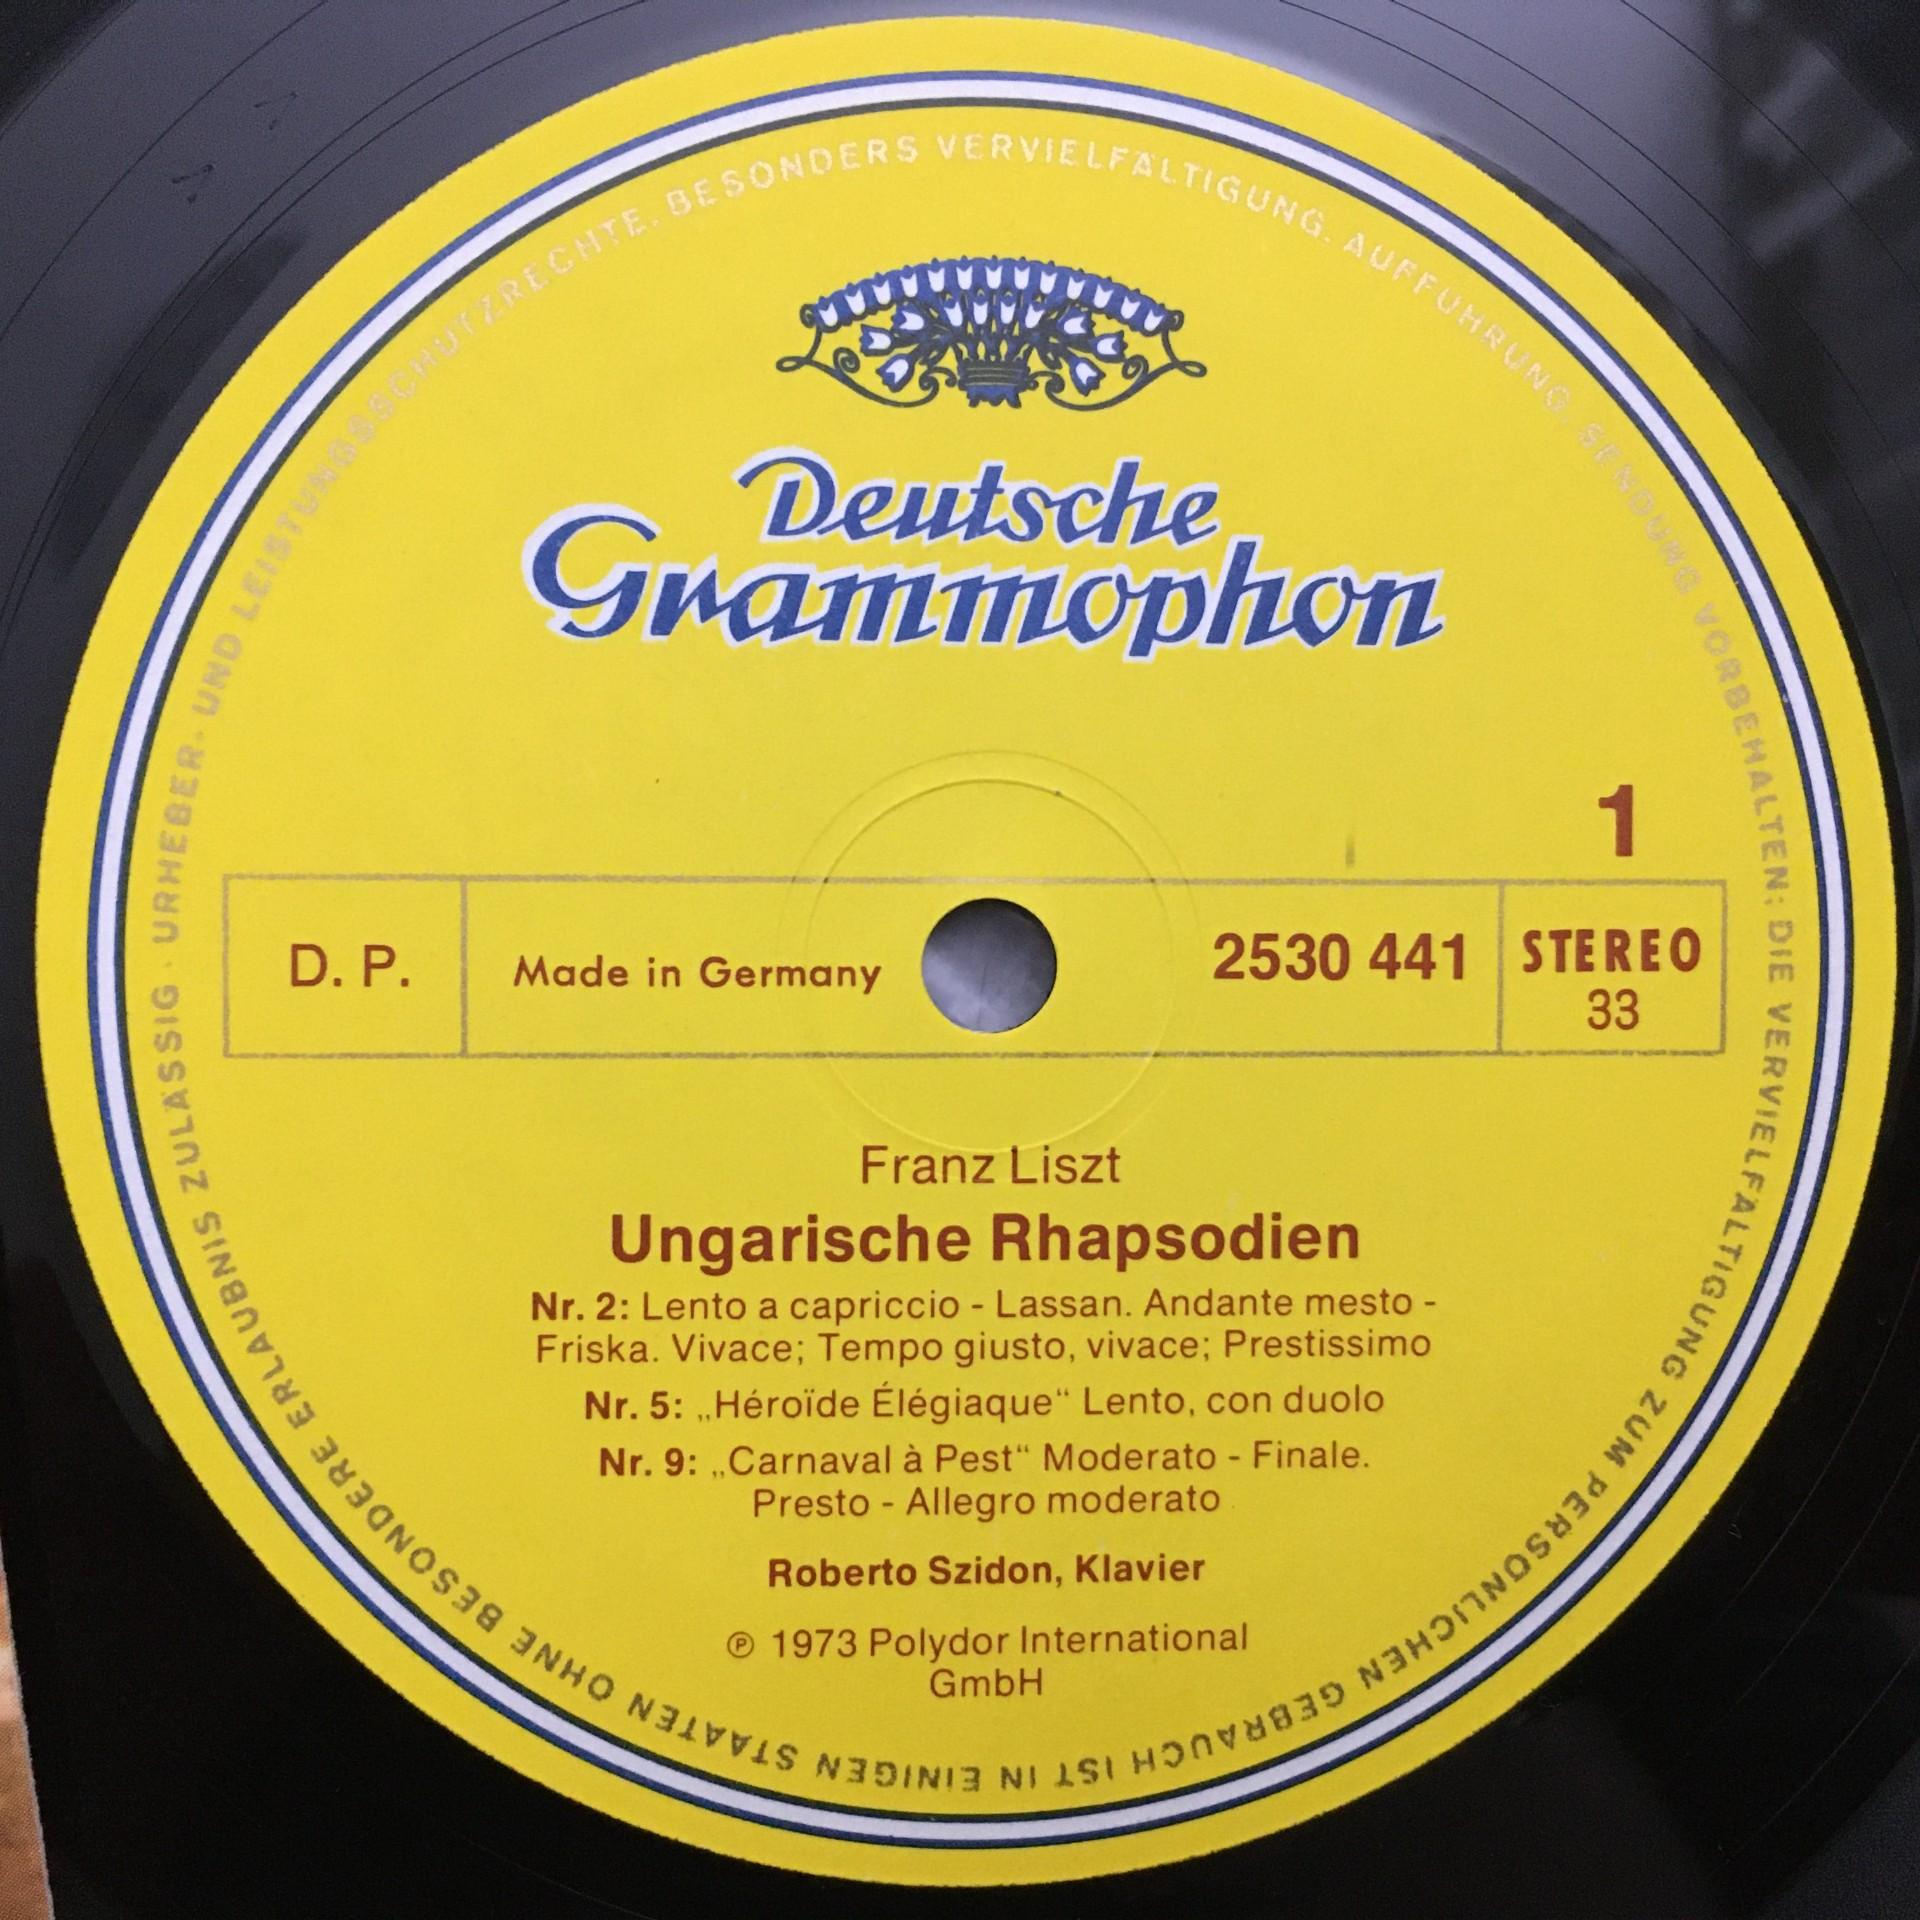 URHEBER- UND LEISTUNGSSCHUTZRECHTE, BESONDERS VERVIELFÄLTIGUNG, AUFFÜHRUNG, SENDUNG VORBEHALTEN: DIE VERVIELFÄLTIGUNG ZUM PERSÖNLICHEN GEBRAUCH IST IN EINIGEN STAATEN OHNE BESONDERE ERLAUBNIS ZULÄSSIG ·
Deutsche
Grammophon
1
D. P.
Made in Germany
2530 441
STEREO
33
Franz Liszt
Ungarische Rhapsodien
Nr. 2: Lento a capriccio - Lassan. Andante mesto -
Friska. Vivace; Tempo giusto, vivace; Prestissimo
Nr. 5: „Héroïde Élégiaque“ Lento, con duolo
Nr. 9: „Carnaval à Pest“ Moderato - Finale.
Presto - Allegro moderato
Roberto Szidon, Klavier
℗ 1973 Polydor International
GmbH